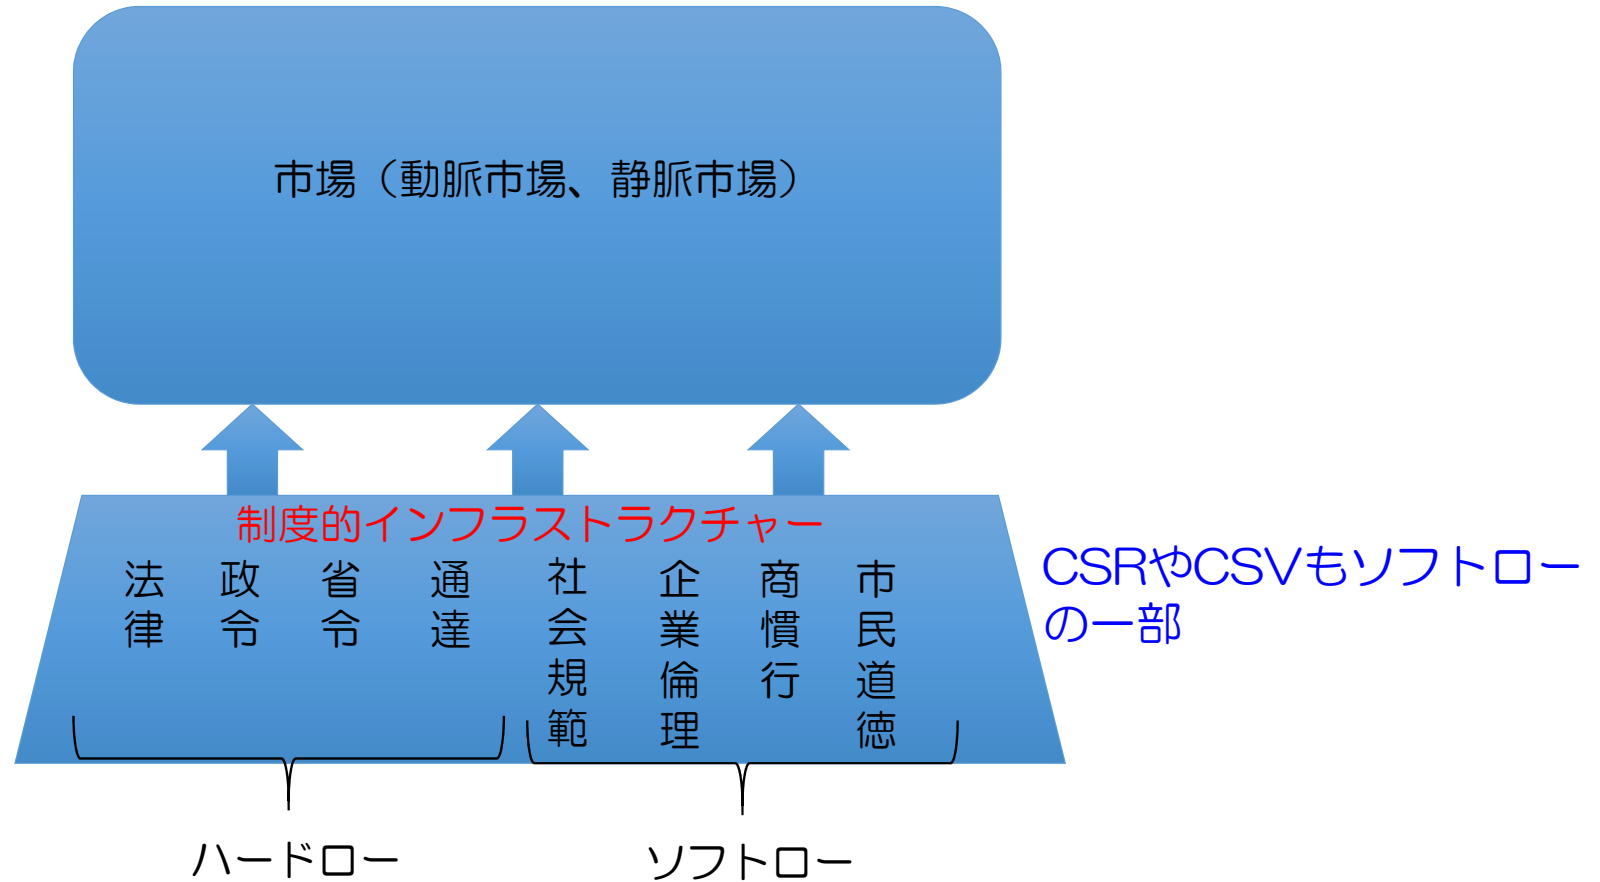 市場（動脈市場、静脈市場）
制度的インフラストラクチャー
法律
政令
省令
通達
社会規範
企業倫理
商慣行
市民道徳
CSRやCSVもソフトロー
の一部
ハードロー
ソフトロー